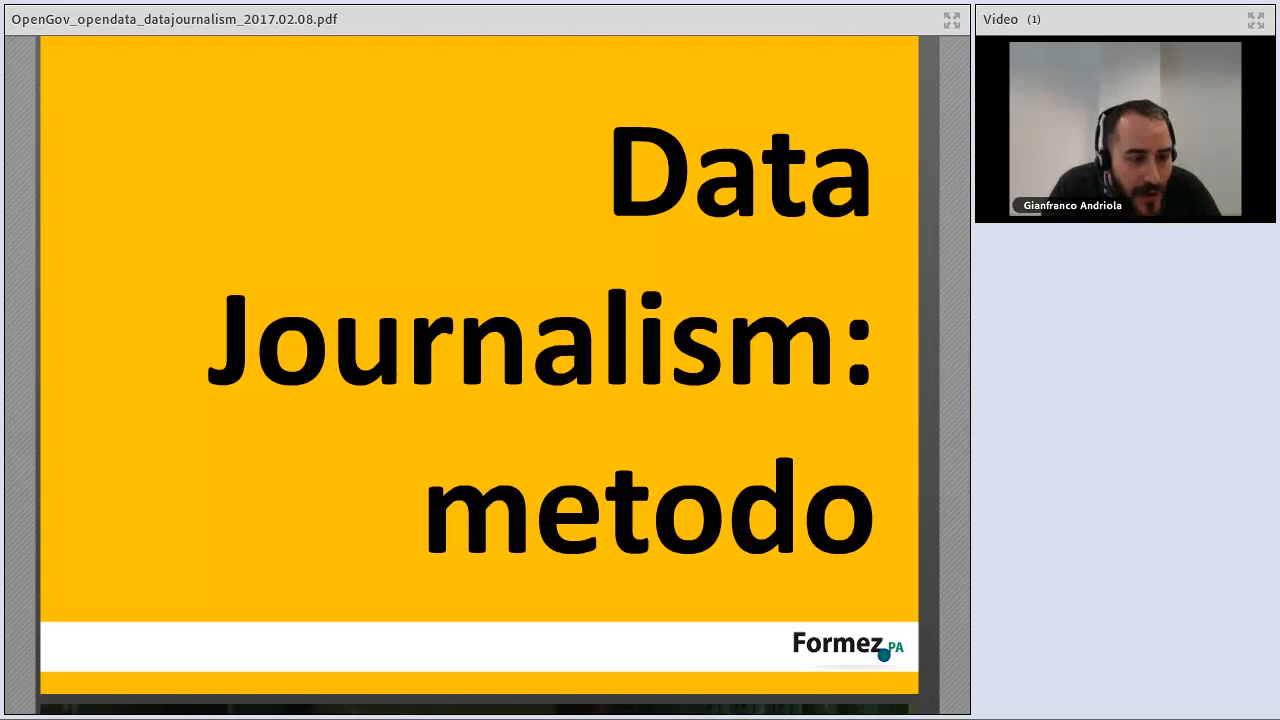 OpenGov_opendata_datajournalism_2017.02.08.pdf
Video (1)
Data
Journalism:
metodo
Gianfranco Andriola
Formez PA